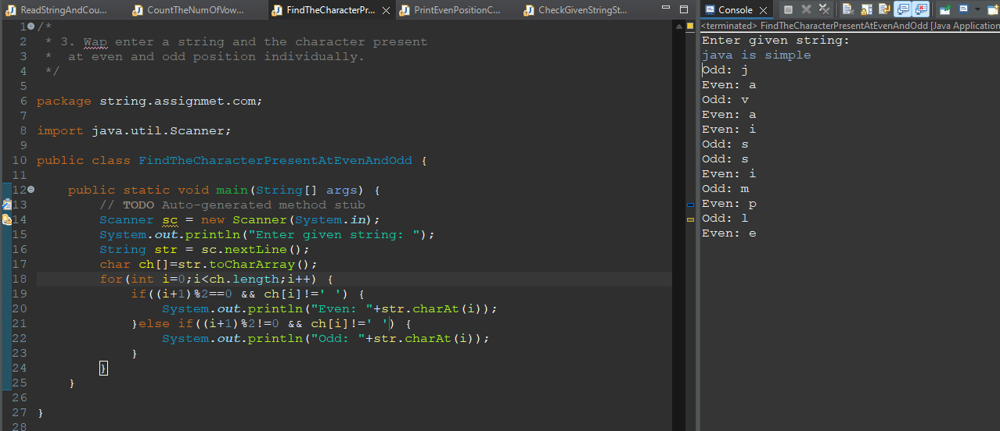 ReadStringAndCou... CountTheNumOfVow... FindTheCharacterPr... PrintEvenPositionC... CheckGivenStringSt...
1 /*
2  * 3. Wap enter a string and the character present
3  *  at even and odd position individually.
4  */
5
6 package string.assignmet.com;
7
8 import java.util.Scanner;
9
10 public class FindTheCharacterPresentAtEvenAndOdd {
11
12     public static void main(String[] args) {
13         // TODO Auto-generated method stub
14         Scanner sc = new Scanner(System.in);
15         System.out.println("Enter given string: ");
16         String str = sc.nextLine();
17         char ch[]=str.toCharArray();
18         for(int i=0;i<ch.length;i++) {
19             if((i+1)%2==0 && ch[i]!=' ') {
20                 System.out.println("Even: "+str.charAt(i));
21             }else if((i+1)%2!=0 && ch[i]!=' ') {
22                 System.out.println("Odd: "+str.charAt(i));
23             }
24         }
25     }
26
27 }
28
Console
<terminated> FindTheCharacterPresentAtEvenAndOdd [Java Application
Enter given string:
java is simple
Odd: j
Even: a
Odd: v
Even: a
Even: i
Odd: s
Odd: s
Even: i
Odd: m
Even: p
Odd: l
Even: e